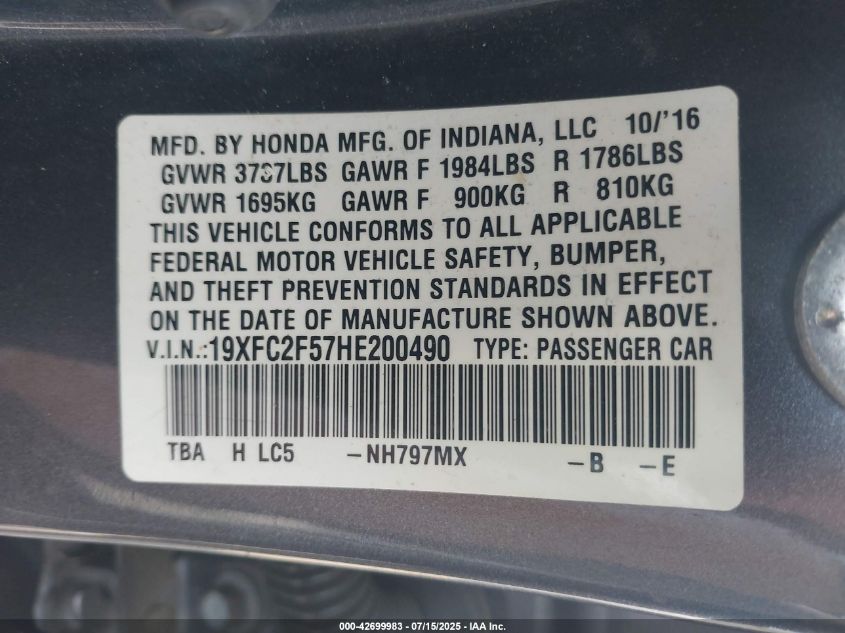 MFD. BY HONDA MFG. OF INDIANA, LLC 10/'16
GVWR 3737LBS GAWR F 1984LBS R 1786LBS
GVWR 1695KG GAWR F 900KG R 810KG
THIS VEHICLE CONFORMS TO ALL APPLICABLE
FEDERAL MOTOR VEHICLE SAFETY, BUMPER,
AND THEFT PREVENTION STANDARDS IN EFFECT
ON THE DATE OF MANUFACTURE SHOWN ABOVE.
V.I.N.:19XFC2F57HE200490 TYPE: PASSENGER CAR
TBA H LC5 -NH797MX -B -E
000-42699983 - 07/15/2025 - IAA Inc.